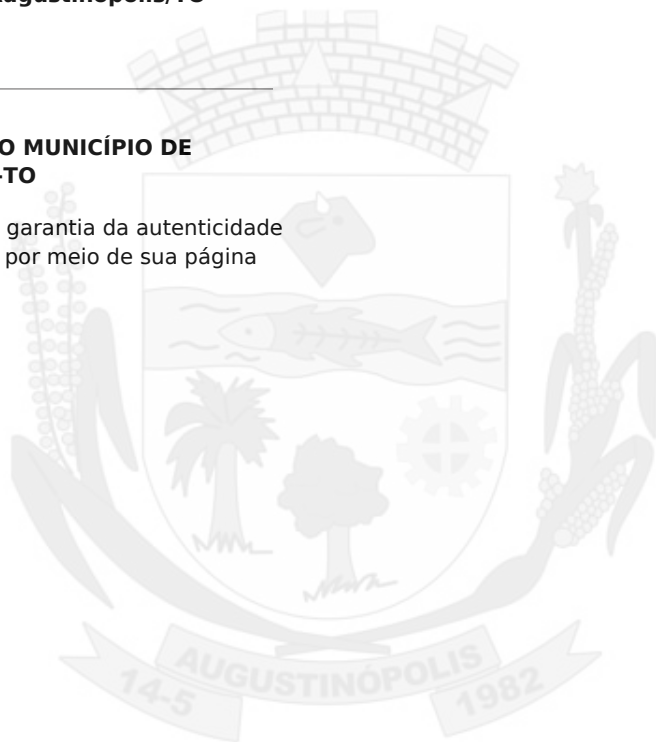 O MUNICÍPIO DE
-TO
garantia da autenticidade
por meio de sua página
AUGUSTINÓPOLIS
14-5
1982